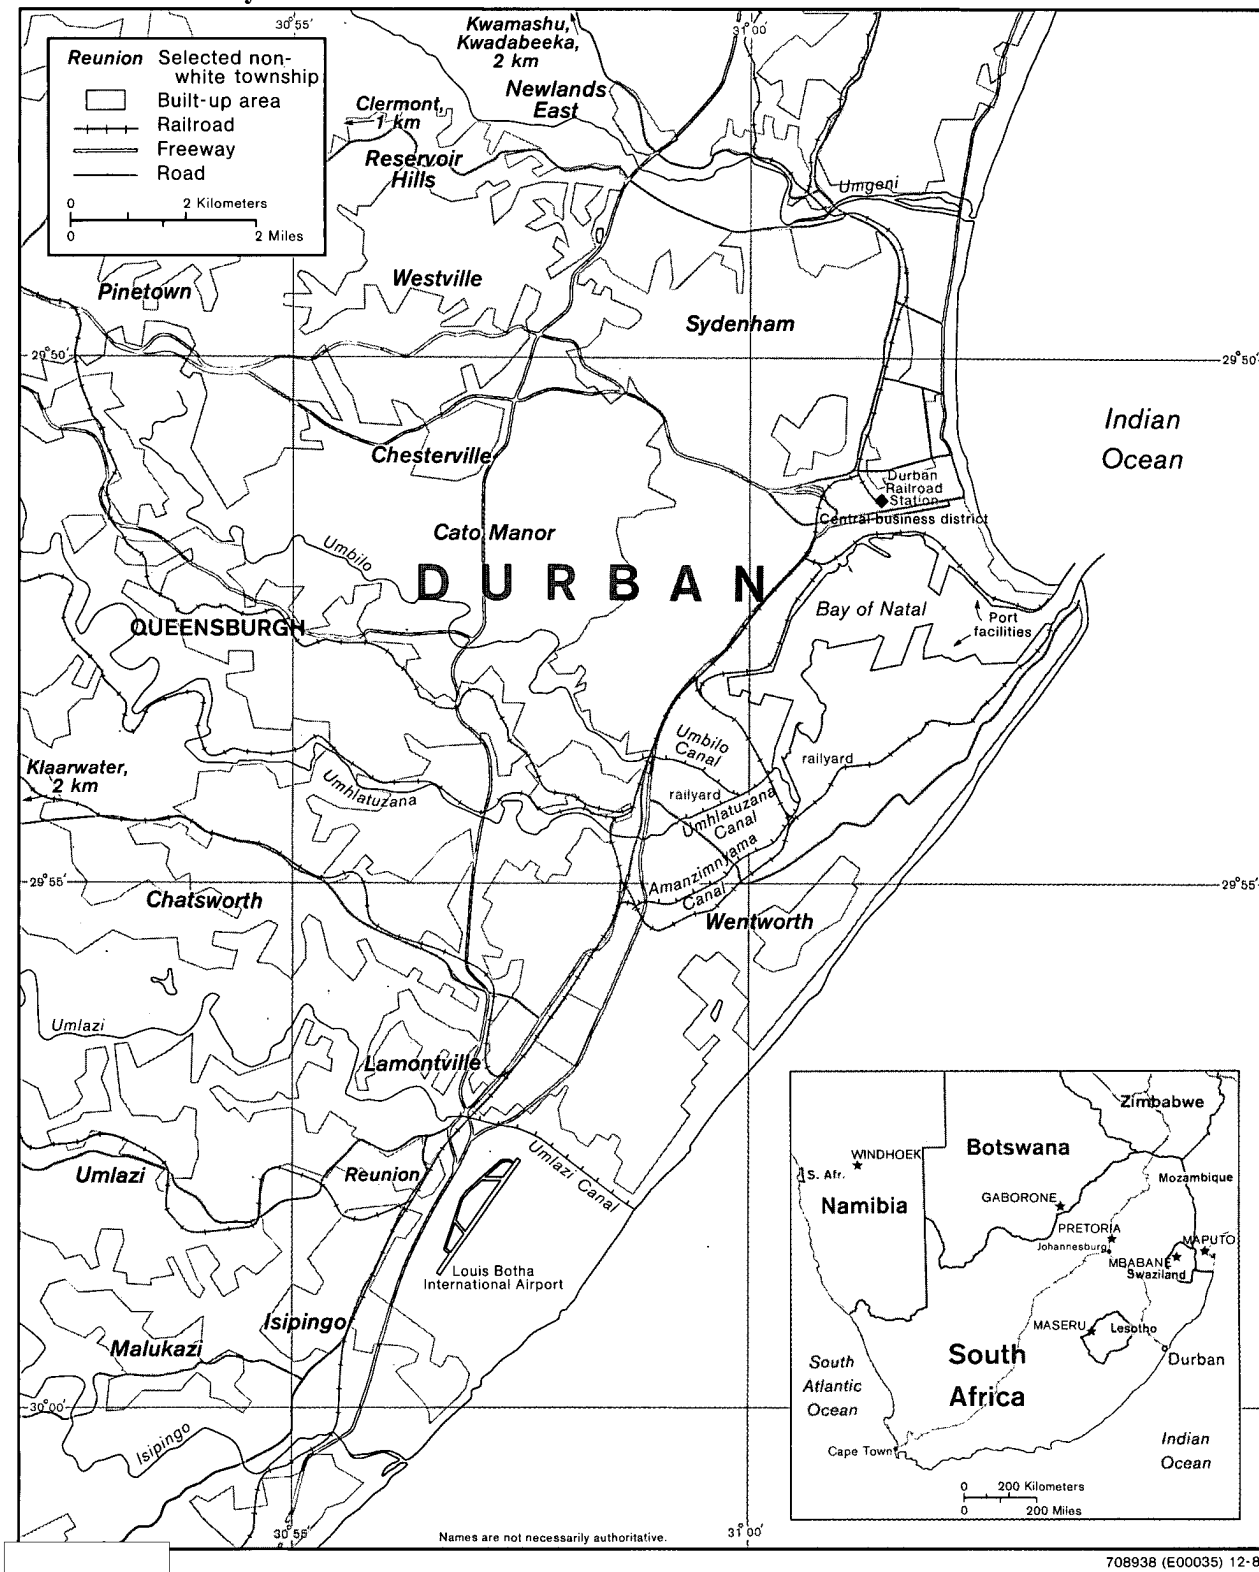 30°55'
31°00'
Kwamashu,
Kwadabeeka,
2 km
Newlands
East
Reunion Selected non-
white township
Built-up area
Railroad
Freeway
Road
0 2 Kilometers
0 2 Miles
Clermont,
1 km
Reservoir
Hills
Umgeni
Pinetown
Westville
Sydenham
29°50'
29°50'
Indian
Ocean
Chesterville
Durban
Railroad
Station
Central business district
Cato Manor
Umbilo
DURBAN
QUEENSBURGH
Bay of Natal
Port
facilities
Umbilo
Canal
railyard
Klaarwater,
2 km
Umhlatuzana
railyard
Umhlatuzana
Canal
Amanzimnyama
Canal
29°55'
29°55'
Chatsworth
Wentworth
Umlazi
Lamontville
Umlazi
Reunion
Umlazi Canal
Louis Botha
International Airport
Isipingo
Malukazi
30°00'
Isipingo
30°55'
31°00'
Names are not necessarily authoritative.
Zimbabwe
Botswana
WINDHOEK
S. Afr.
Mozambique
Namibia
GABORONE
PRETORIA
Johannesburg
MAPUTO
MBABANE
Swaziland
MASERU
Lesotho
South
Africa
Durban
South
Atlantic
Ocean
Cape Town
Indian
Ocean
0 200 Kilometers
0 200 Miles
708938 (E00035) 12-8